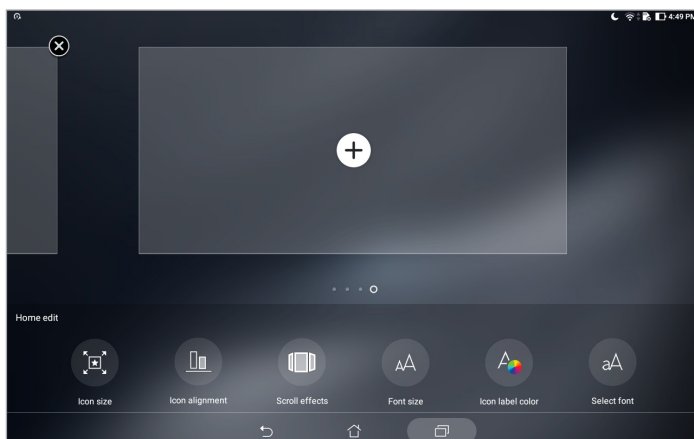 4:49 PM
Home edit
Icon size
Icon alignment
Scroll effects
Font size
Icon label color
Select font